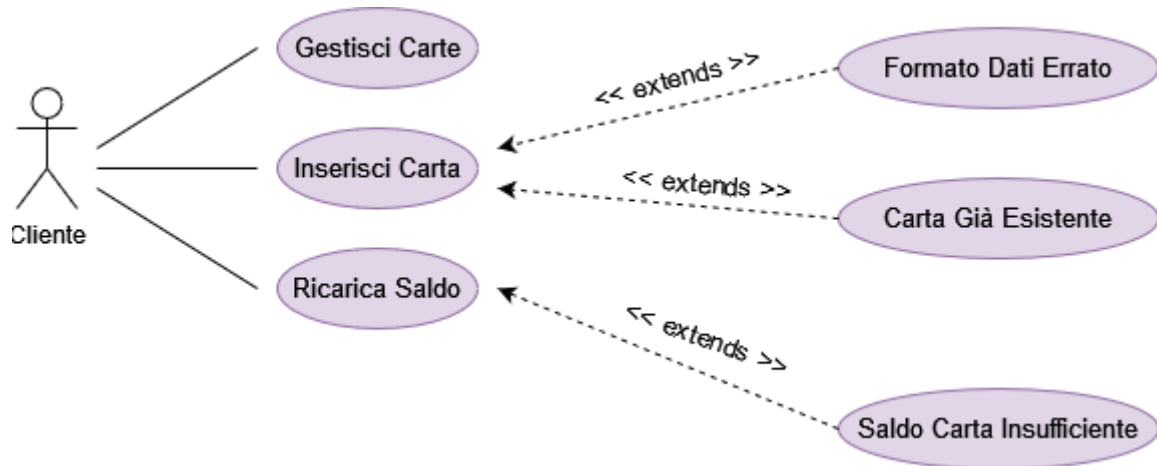 Gestisci Carte
Formato Dati Errato
<< extends >>
Inserisci Carta
<< extends >>
Carta Già Esistente
Cliente
Ricarica Saldo
<< extends >>
Saldo Carta Insufficiente